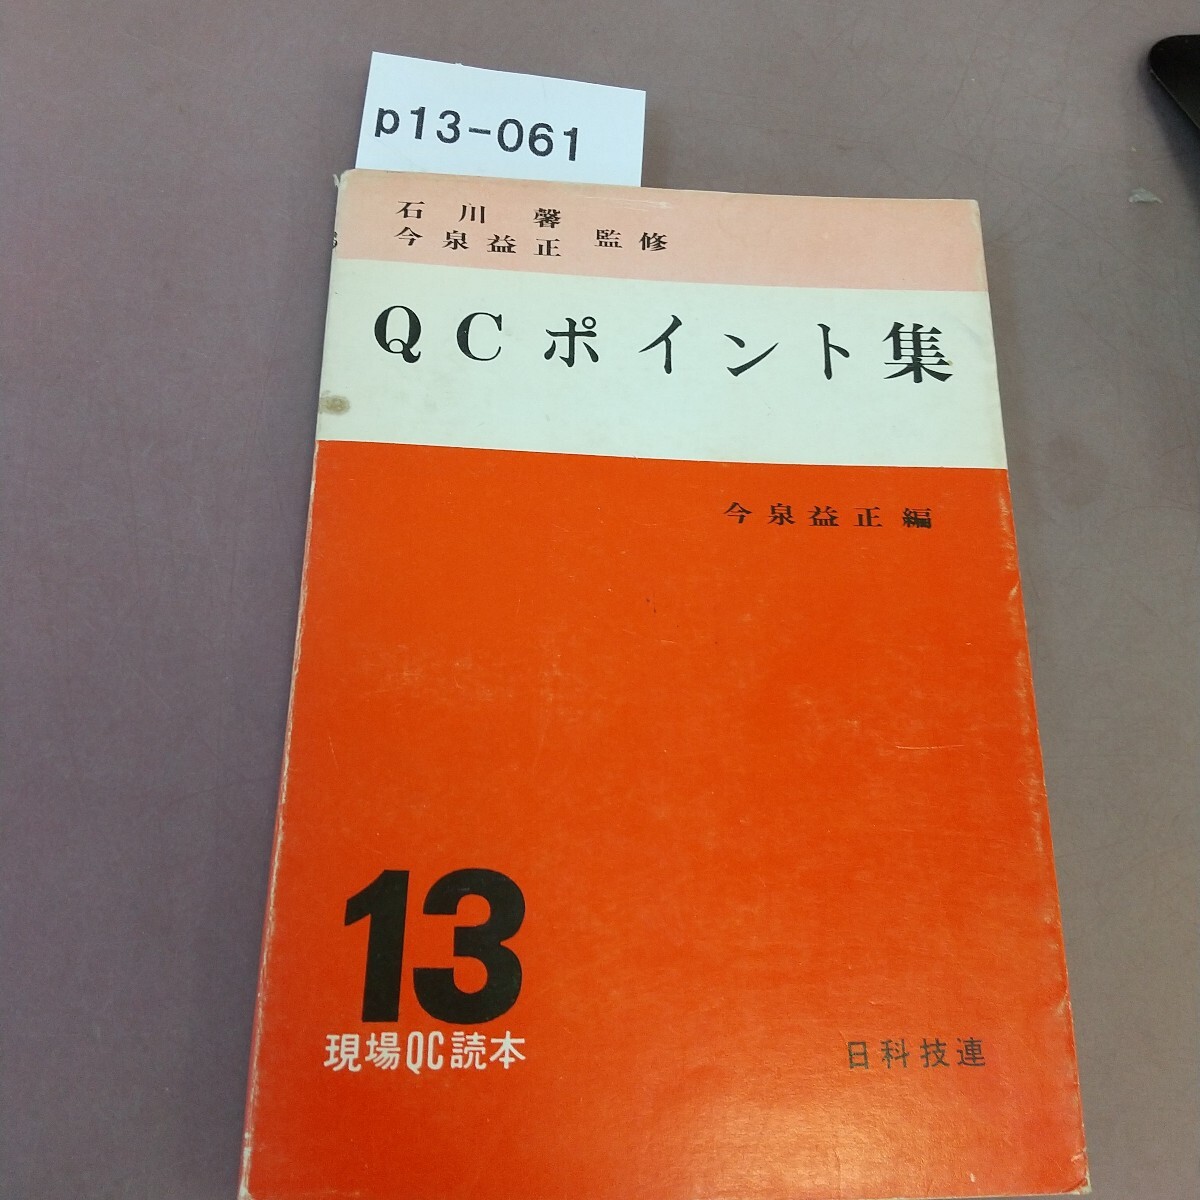 p13-061
石川馨
今泉益正 監修
QCポイント集
今泉益正編
13
現場QC読本
日科技連